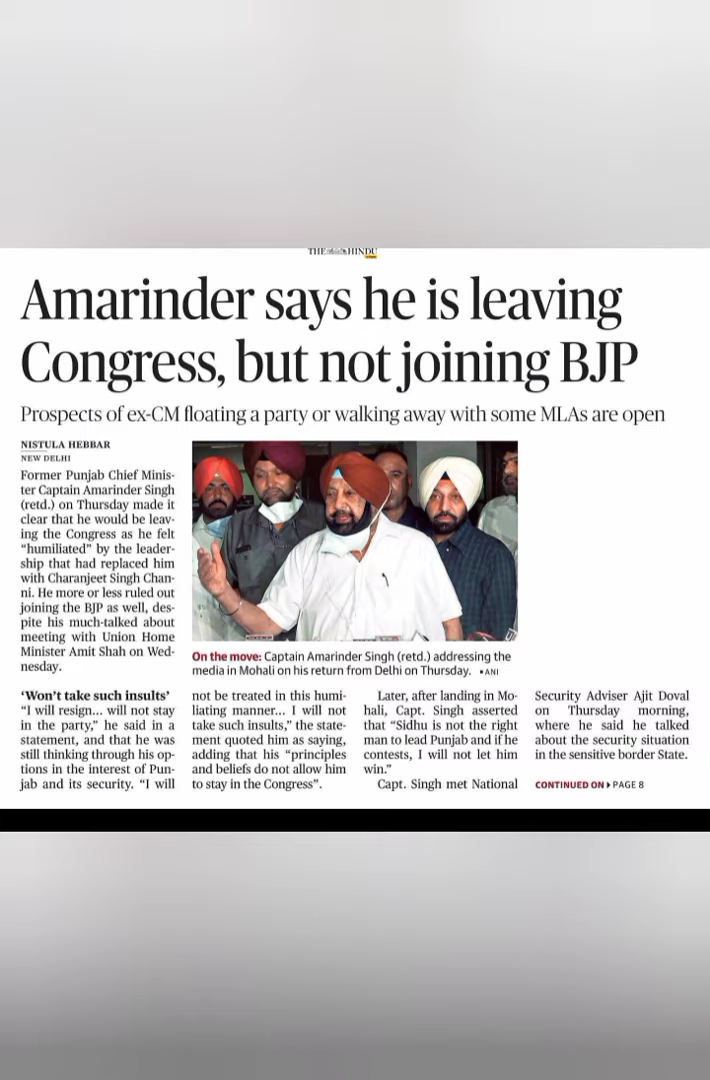 THE HINDU
Amarinder says he is leaving
Congress, but not joining BJP
Prospects of ex-CM floating a party or walking away with some MLAs are open
NISTULA HEBBAR
NEW DELHI
Former Punjab Chief Minis-
ter Captain Amarinder Singh
(retd.) on Thursday made it
clear that he would be leav-
ing the Congress as he felt
“humiliated” by the leader-
ship that had replaced him
with Charanjeet Singh Chan-
ni. He more or less ruled out
joining the BJP as well, des-
pite his much-talked about
meeting with Union Home
Minister Amit Shah on Wed-
nesday.
On the move: Captain Amarinder Singh (retd.) addressing the
media in Mohali on his return from Delhi on Thursday. •ANI
‘Won’t take such insults’
“I will resign... will not stay
in the party,” he said in a
statement, and that he was
still thinking through his op-
tions in the interest of Pun-
jab and its security. “I will
not be treated in this humi-
liating manner... I will not
take such insults,” the state-
ment quoted him as saying,
adding that his “principles
and beliefs do not allow him
to stay in the Congress”.
Later, after landing in Mo-
hali, Capt. Singh asserted
that “Sidhu is not the right
man to lead Punjab and if he
contests, I will not let him
win.”
Capt. Singh met National
Security Adviser Ajit Doval
on Thursday morning,
where he said he talked
about the security situation
in the sensitive border State.
CONTINUED ON ▶ PAGE 8